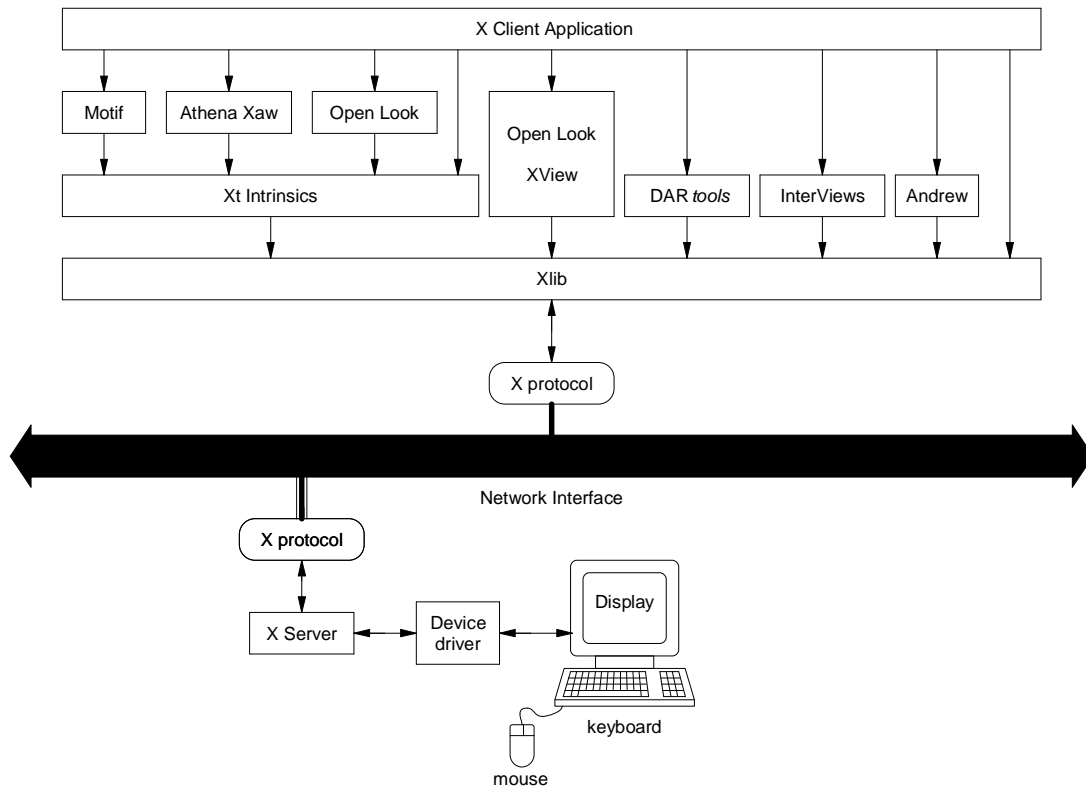 X Client Application
Motif
Athena Xaw
Open Look
Open Look
XView
Xt Intrinsics
DAR tools
InterViews
Andrew
Xlib
X protocol
Network Interface
X protocol
X Server
Device
driver
Display
keyboard
mouse